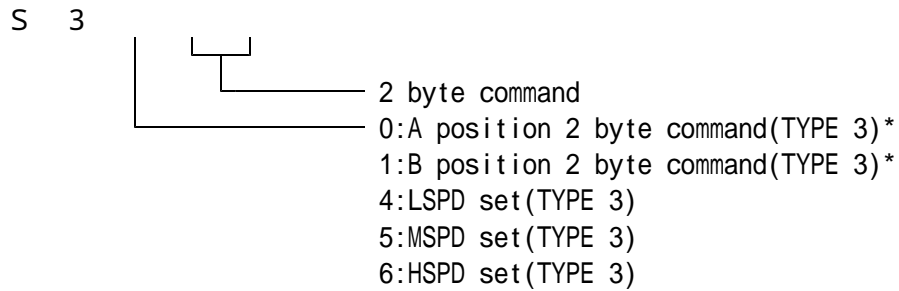 S 3
2 byte command
0:A position 2 byte command(TYPE 3)*
1:B position 2 byte command(TYPE 3)*
4:LSPD set(TYPE 3)
5:MSPD set(TYPE 3)
6:HSPD set(TYPE 3)